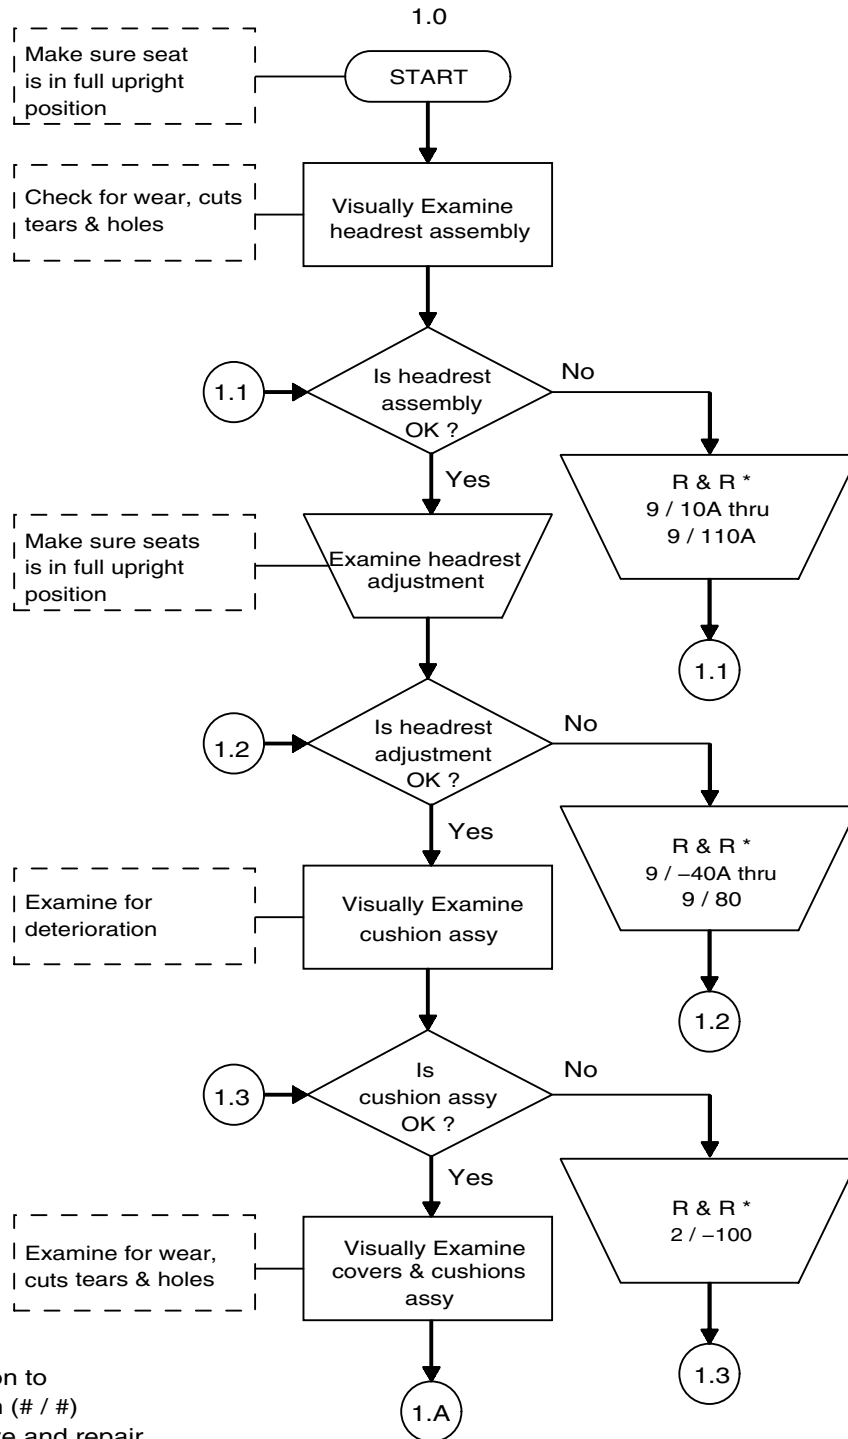 1.0
Make sure seat
is in full upright
position
START
Check for wear, cuts
tears & holes
Visually Examine
headrest assembly
1.1
Is headrest
assembly
OK ?
No
Yes
R & R *
9 / 10A thru
9 / 110A
1.1
Make sure seats
is in full upright
position
Examine headrest
adjustment
1.2
Is headrest
adjustment
OK ?
No
Yes
R & R *
9 / –40A thru
9 / 80
1.2
Examine for
deterioration
Visually Examine
cushion assy
1.3
Is
cushion assy
OK ?
No
Yes
R & R *
2 / –100
1.3
Examine for wear,
cuts tears & holes
Visually Examine
covers & cushions
assy
1.A
to
(# / #)
and repair